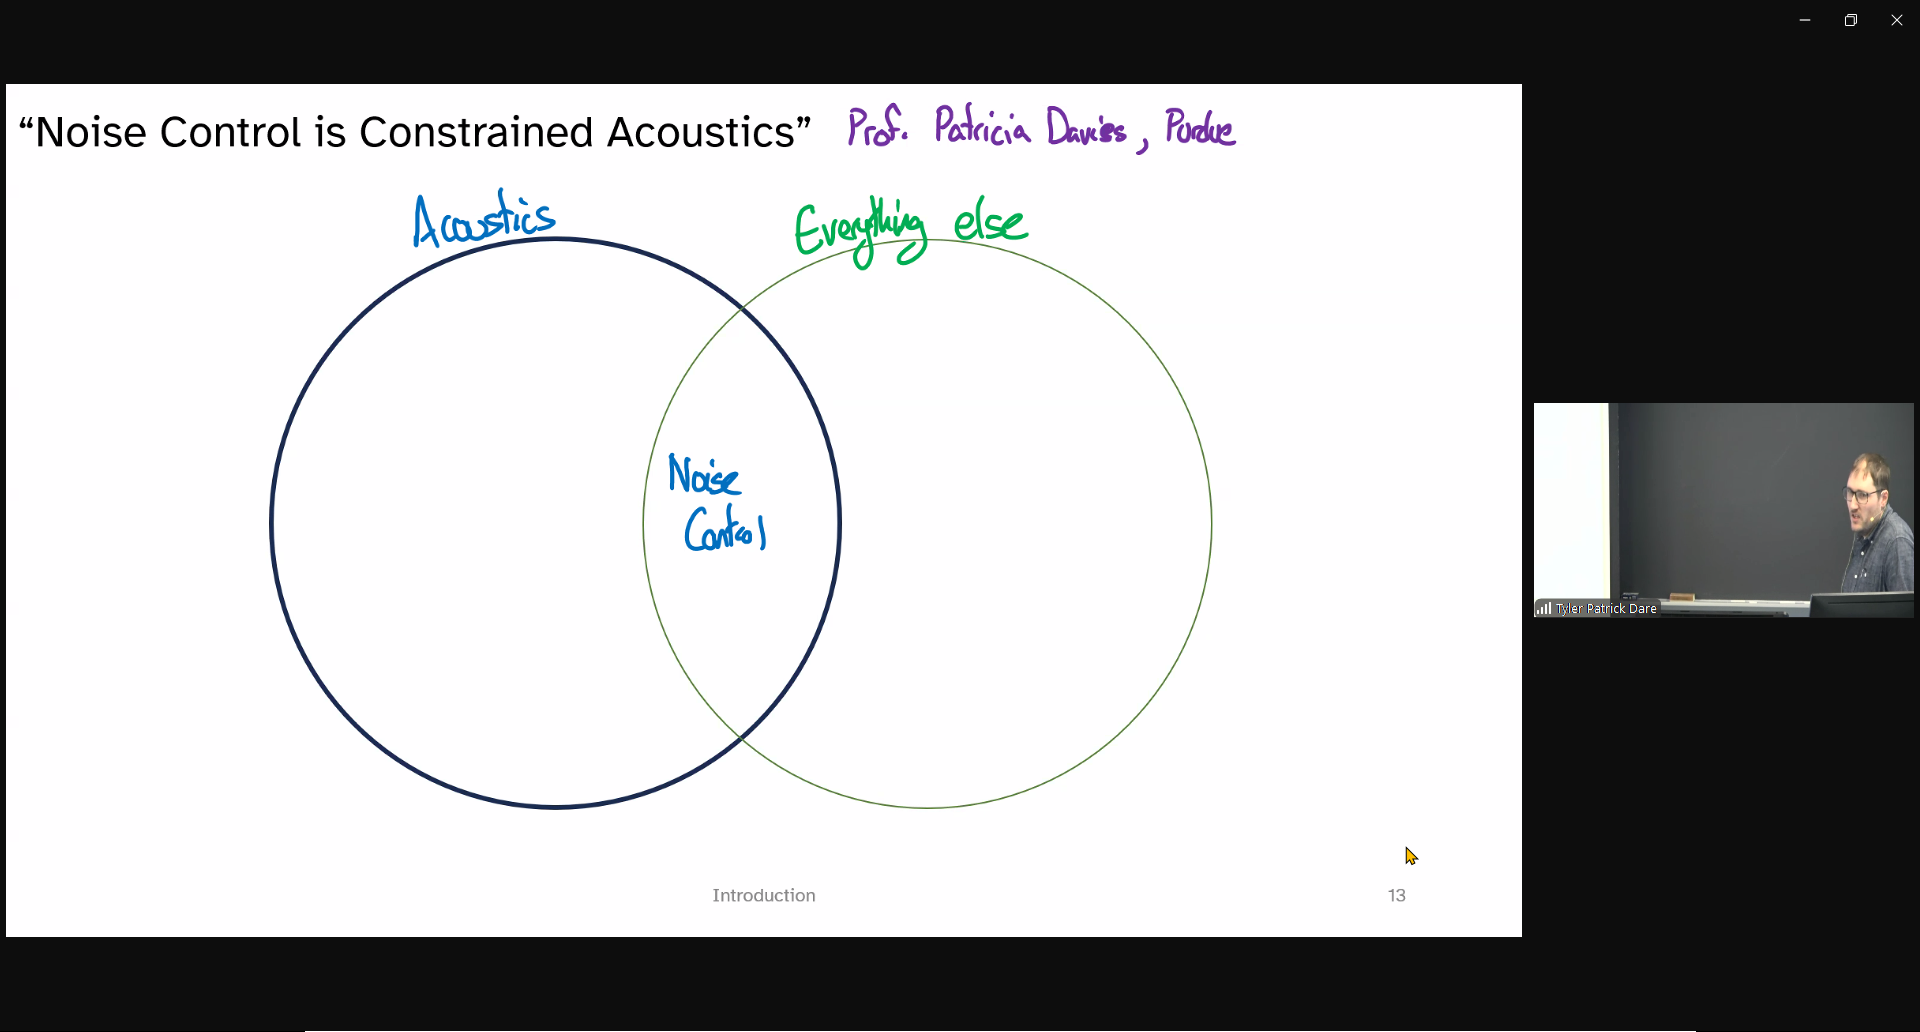 “Noise Control is Constrained Acoustics” Prof. Patricia Davies, Purdue
Acoustics
Everything else
Noise
Control
Introduction
13
Tyler Patrick Dare